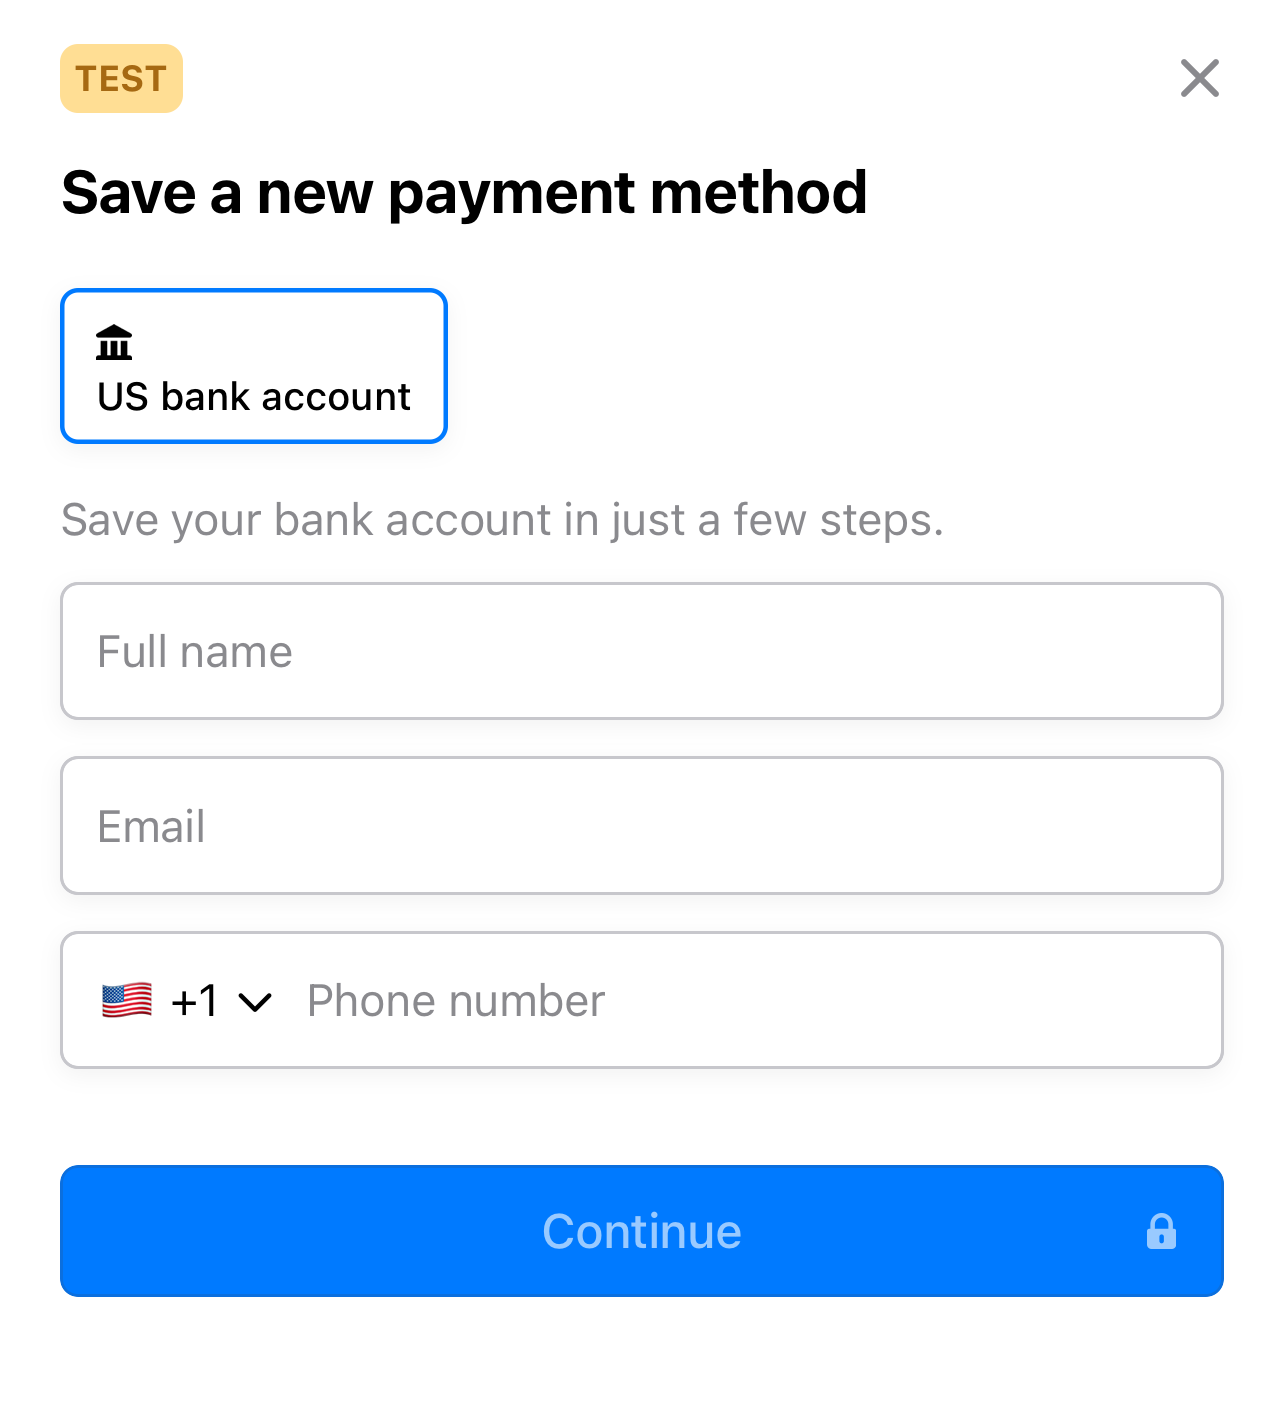 TEST
Save a new payment method
US bank account
Save your bank account in just a few steps.
Full name
Email
+1 Phone number
Continue